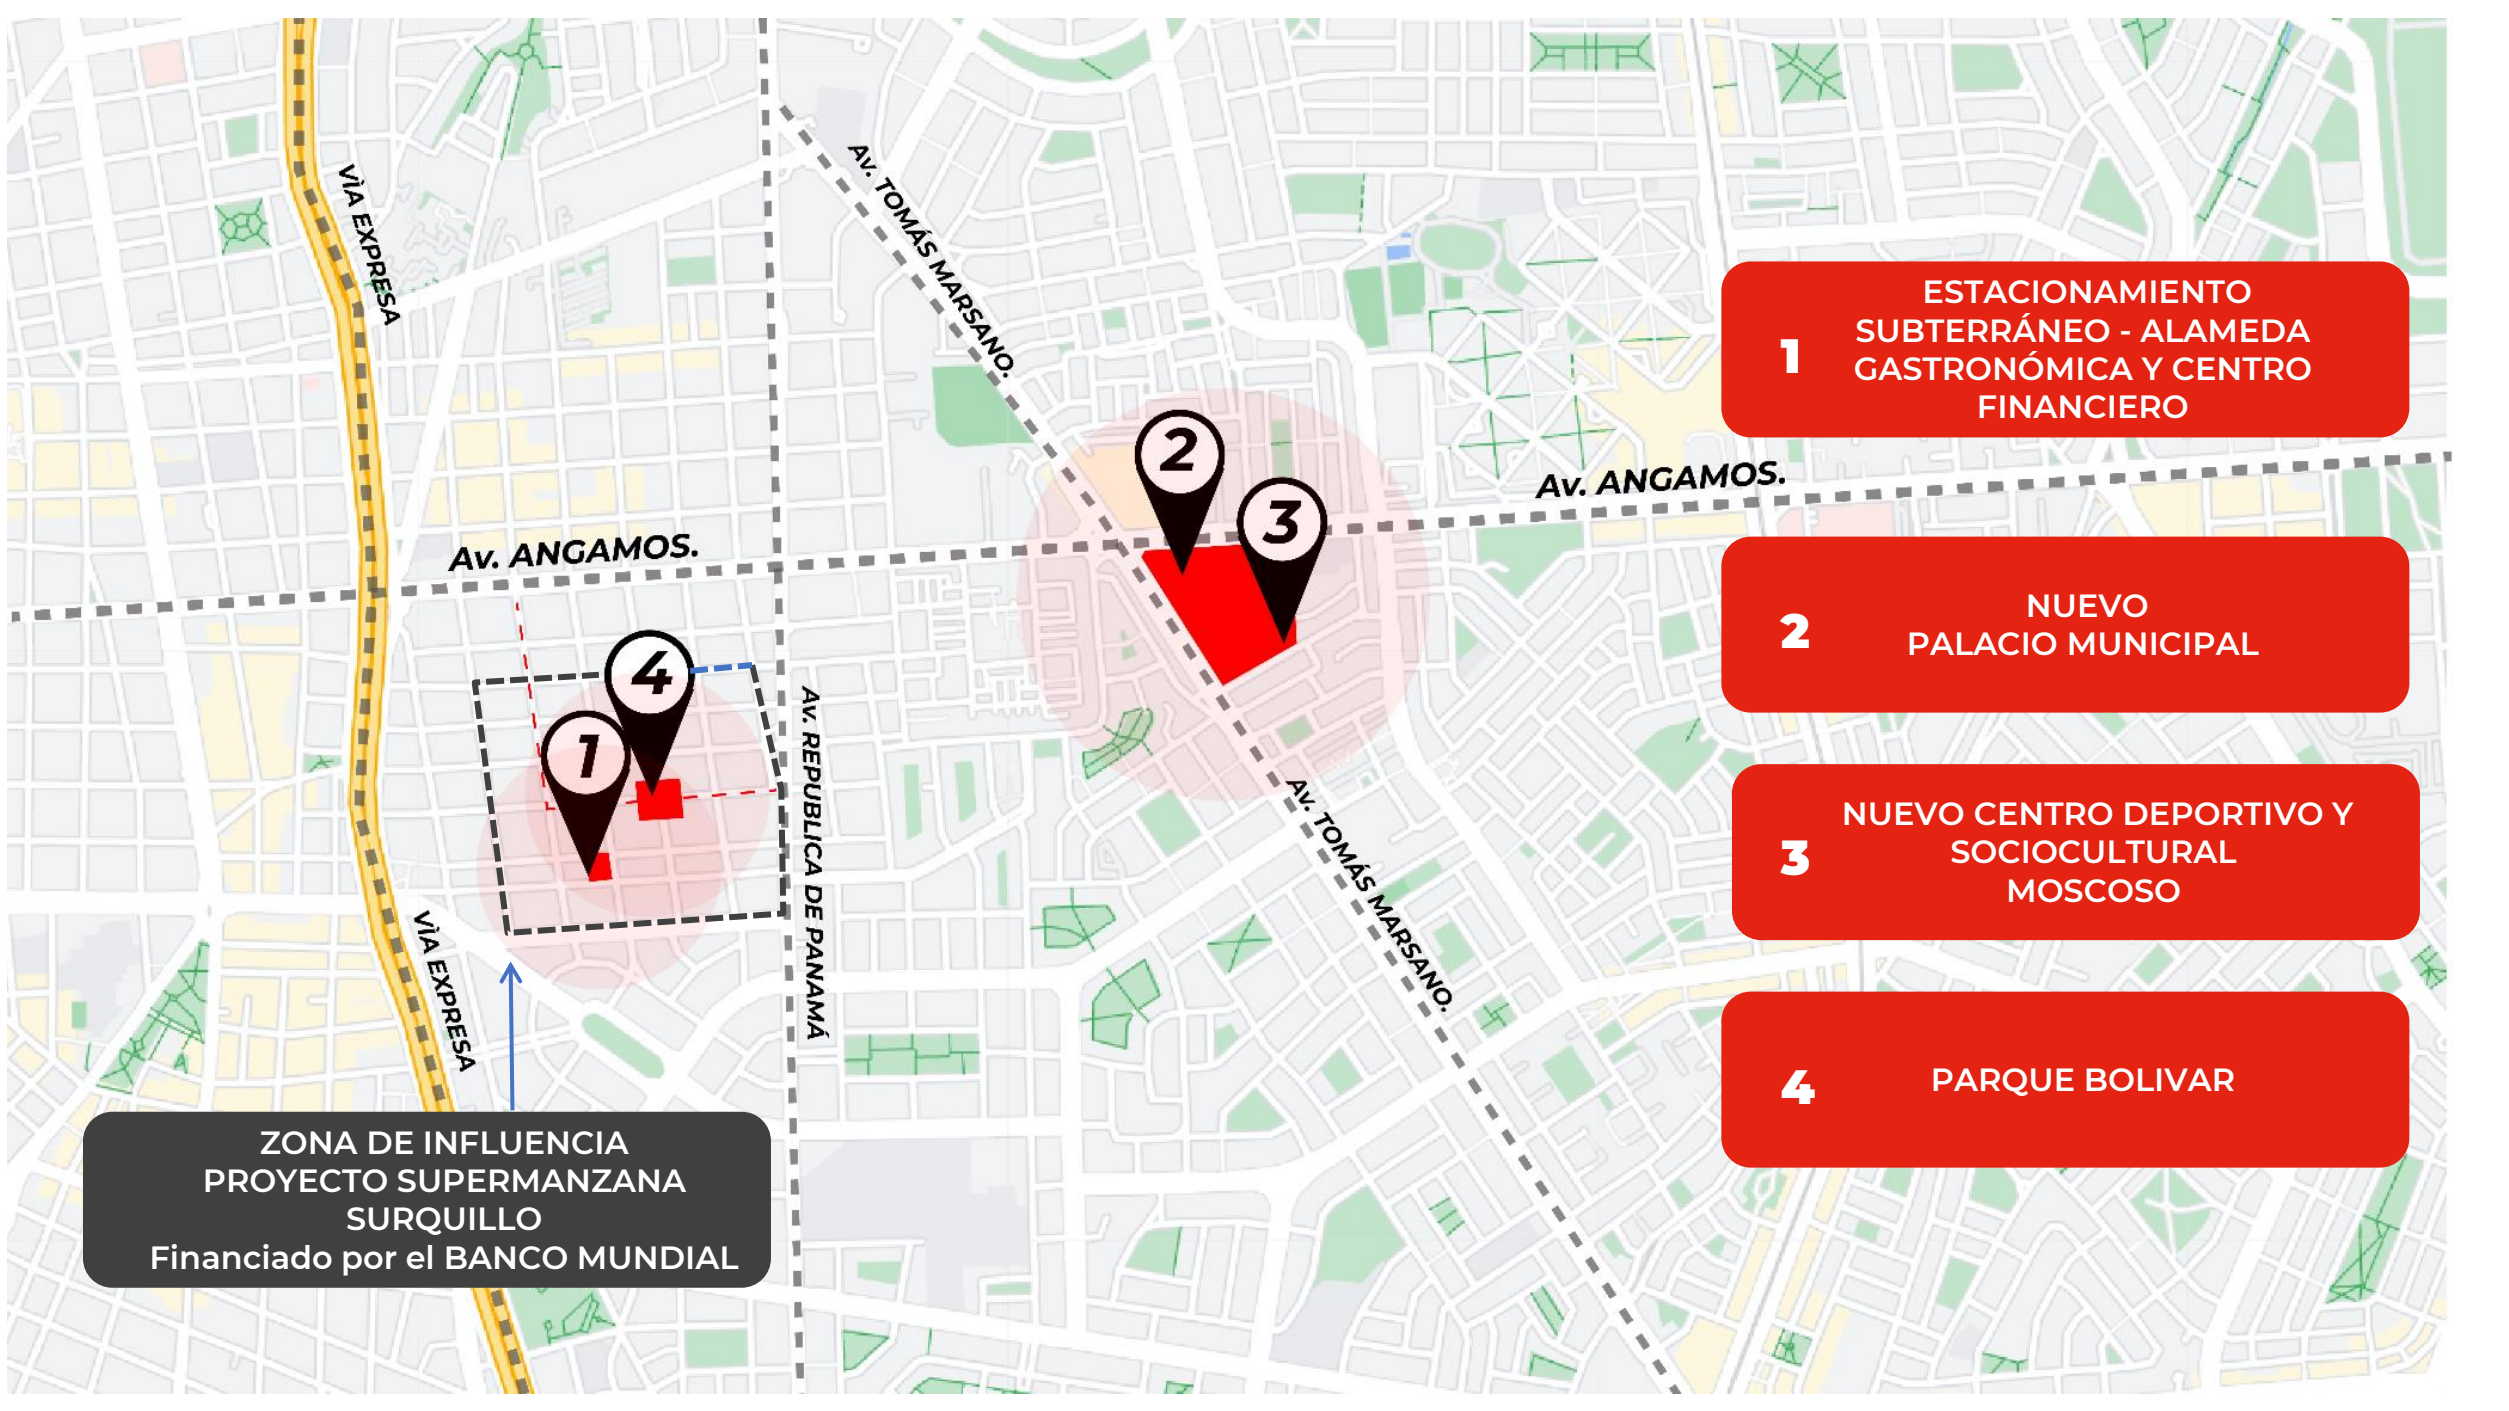 VÌA EXPRESA
Av. TOMÁS MARSANO.
ESTACIONAMIENTO
SUBTERRÁNEO - ALAMEDA
GASTRONÓMICA Y CENTRO
FINANCIERO
1
2
3
Av. ANGAMOS.
Av. ANGAMOS.
NUEVO
PALACIO MUNICIPAL
2
4
1
Av. REPUBLICA DE PANAMÁ
Av. TOMÁS MARSANO.
NUEVO CENTRO DEPORTIVO Y
SOCIOCULTURAL
MOSCOSO
3
VÌA EXPRESA
PARQUE BOLIVAR
4
ZONA DE INFLUENCIA
PROYECTO SUPERMANZANA
SURQUILLO
Financiado por el BANCO MUNDIAL